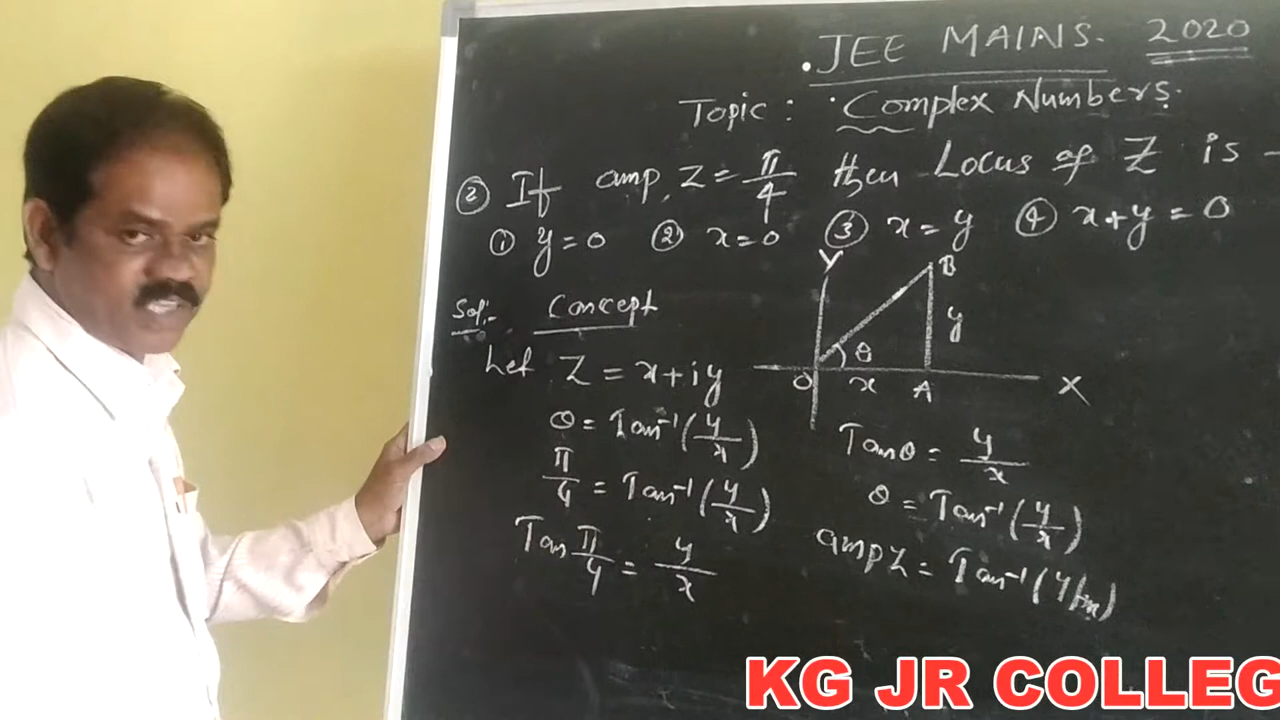 JEE MAINS. 2020
Topic: Complex Numbers.
② If amp. Z = π/4 then Locus of Z is -
① y=0 ② x=0 ③ x=y ④ x+y=0
Sol:- Concept
Let Z = x+iy
θ = Tan⁻¹(y/x)
π/4 = Tan⁻¹(y/x)
Tan π/4 = y/x
Y
B
y
θ
O x A X
Tanθ = y/x
θ = Tan⁻¹(y/x)
amp Z = Tan⁻¹(y/x)
KG JR COLLEG